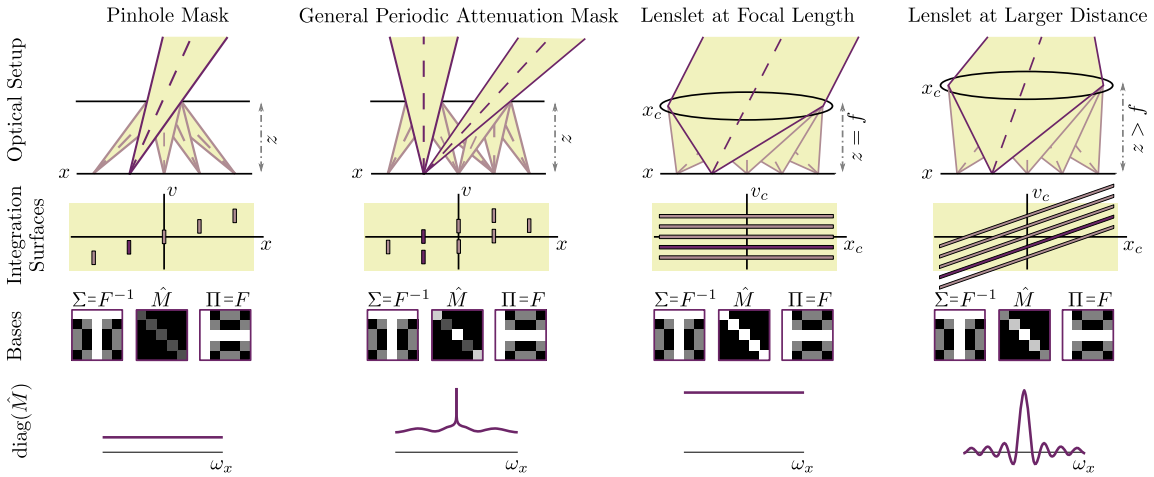 Pinhole Mask
General Periodic Attenuation Mask
Lenslet at Focal Length
Lenslet at Larger Distance
Optical Setup
x
z
x
z
x_c
x
z = f
x_c
x
z > f
Integration
Surfaces
v
x
v
x
v_c
x_c
v_c
x_c
Bases
Σ=F⁻¹ M̂ Π=F
Σ=F⁻¹ M̂ Π=F
Σ=F⁻¹ M̂ Π=F
Σ=F⁻¹ M̂ Π=F
diag(M̂)
ω_x
ω_x
ω_x
ω_x